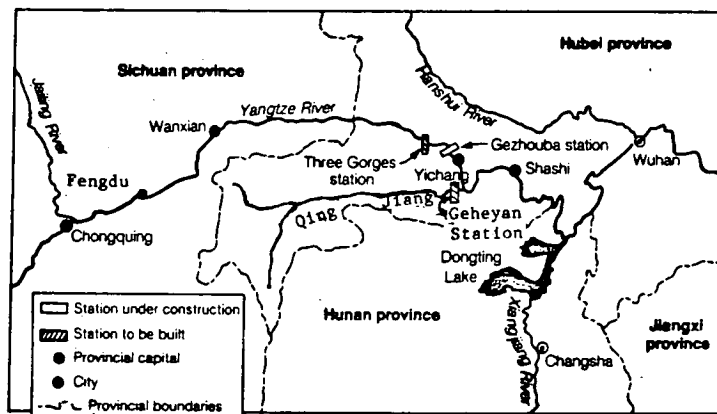 Hubei province
Sichuan province
Hanshui River
Jialing River
Yangtze River
Wanxian
Gezhouba station
Three Gorges
station
Wuhan
Yichang
Shashi
Fengdu
Qing Jiang
Geheyan
Station
Chongquing
Dongting
Lake
Station under construction
Station to be built
Provincial capital
City
Provincial boundaries
Hunan province
Xiangjiang River
Changsha
Jiangxi
province